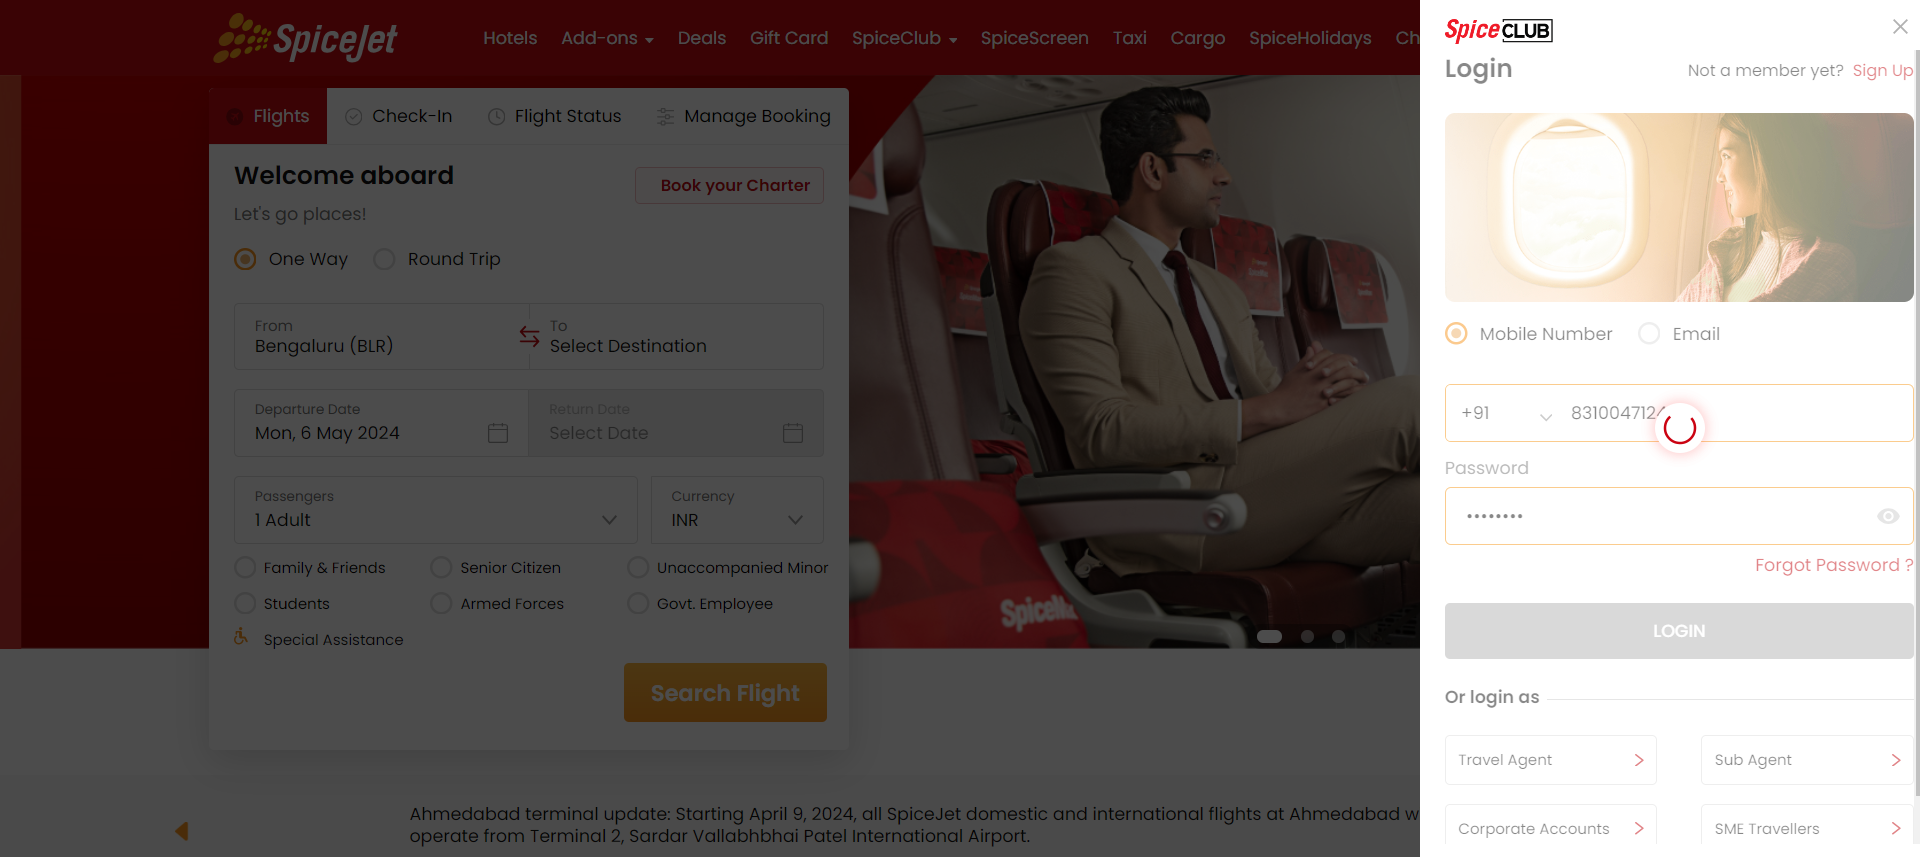 SpiceJet
Hotels Add-ons Deals Gift Card SpiceClub SpiceScreen Taxi Cargo SpiceHolidays Ch
Flights Check-In Flight Status Manage Booking
Welcome aboard
Book your Charter
Let's go places!
One Way Round Trip
From To
Bengaluru (BLR) Select Destination
Departure Date Return Date
Mon, 6 May 2024 Select Date
Passengers Currency
1 Adult INR
Family & Friends Senior Citizen Unaccompanied Minor
Students Armed Forces Govt. Employee
Special Assistance
Search Flight
Ahmedabad terminal update: Starting April 9, 2024, all SpiceJet domestic and international flights at Ahmedabad w
operate from Terminal 2, Sardar Vallabhbhai Patel International Airport.
SpiceCLUB
Login
Not a member yet? Sign Up
Mobile Number Email
+91 8310047124
Password
••••••••
Forgot Password ?
LOGIN
Or login as
Travel Agent Sub Agent
Corporate Accounts SME Travellers